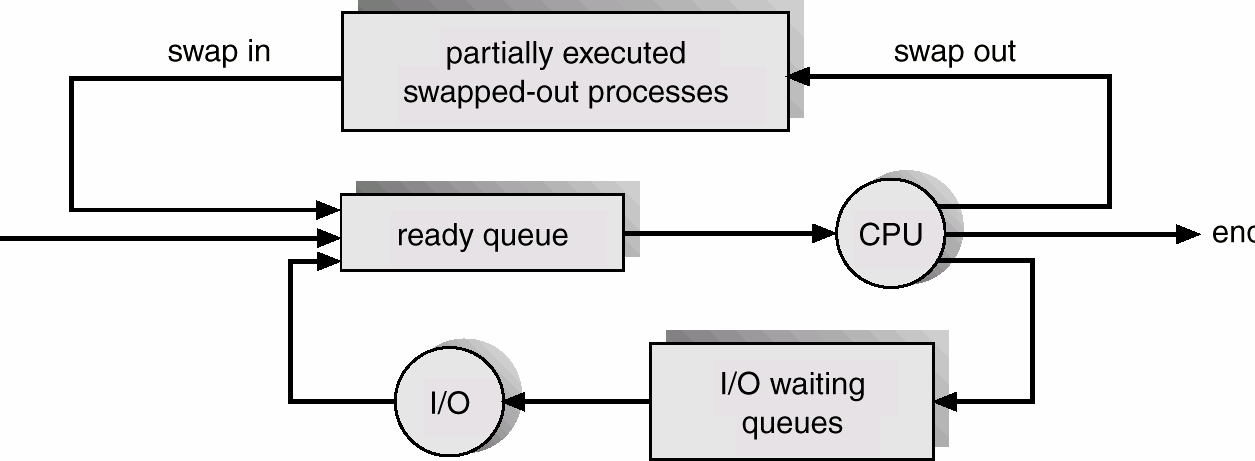 swap in
partially executed
swapped-out processes
swap out
ready queue
CPU
I/O
I/O waiting
queues